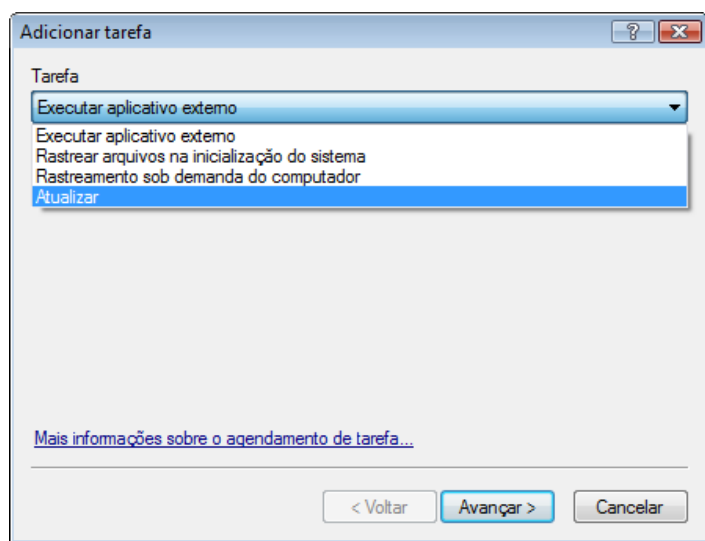 Adicionar tarefa
Tarefa
Executar aplicativo externo
Executar aplicativo externo
Rastrear arquivos na inicialização do sistema
Rastreamento sob demanda do computador
Atualizar
Mais informações sobre o agendamento de tarefa...
< Voltar Avançar > Cancelar